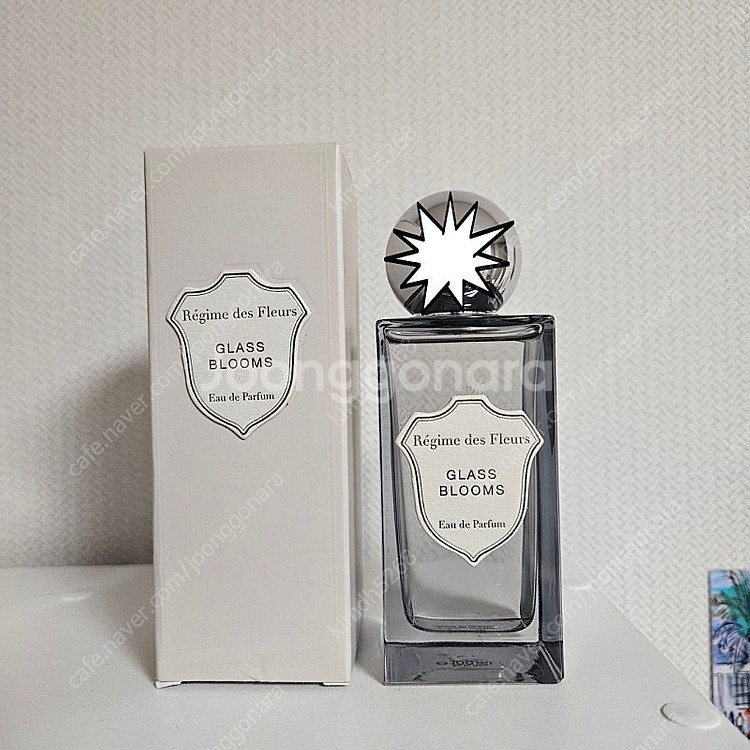 Régime des Fleurs
GLASS
BLOOMS
Eau de Parfum
Régime des Fleurs
GLASS
BLOOMS
Eau de Parfum
Joonggonara
cafe.naver.com/joonggonara
kimdh5268